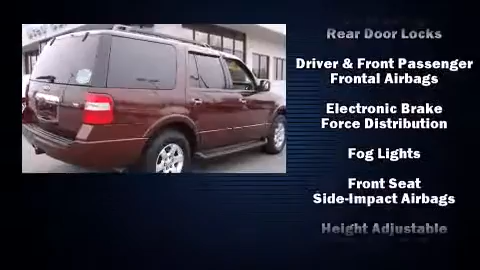 Rear Door Locks
Driver & Front Passenger
Frontal Airbags
Electronic Brake
Force Distribution
Fog Lights
Front Seat
Side-Impact Airbags
Height Adjustable